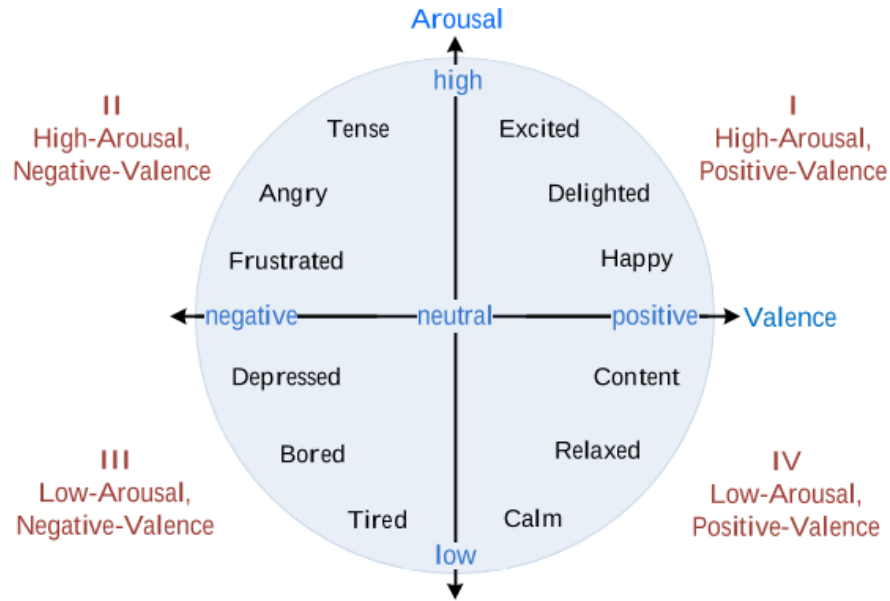 Arousal
high
II
High-Arousal,
Negative-Valence
I
High-Arousal,
Positive-Valence
Tense
Excited
Angry
Delighted
Frustrated
Happy
negative
neutral
positive
Valence
Depressed
Content
Bored
Relaxed
III
Low-Arousal,
Negative-Valence
IV
Low-Arousal,
Positive-Valence
Tired
Calm
low